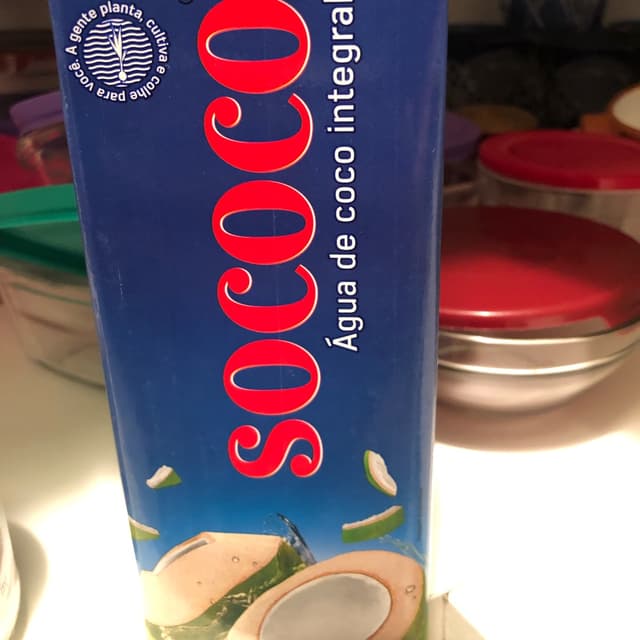 A gente planta, cultiva e colhe para você.
SOCOCO
Água de coco integral